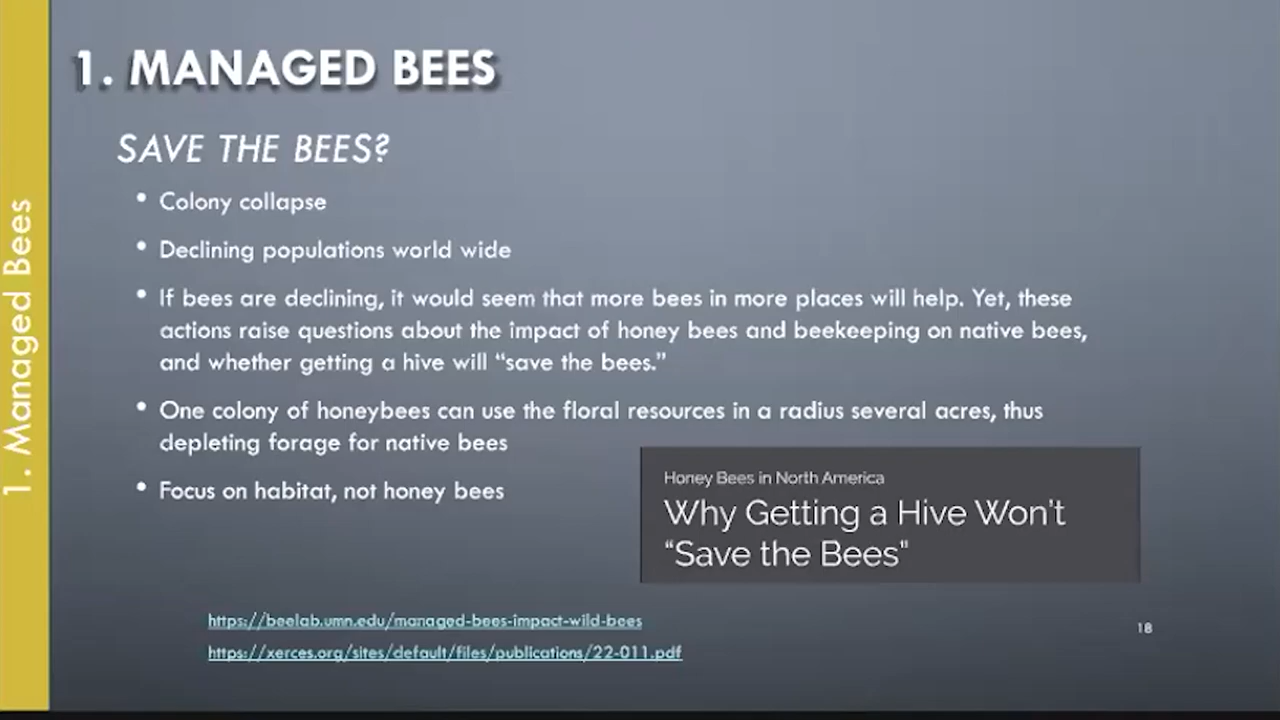 1. MANAGED BEES
SAVE THE BEES?
• Colony collapse
• Declining populations world wide
• If bees are declining, it would seem that more bees in more places will help. Yet, these
actions raise questions about the impact of honey bees and beekeeping on native bees,
and whether getting a hive will “save the bees.”
• One colony of honeybees can use the floral resources in a radius several acres, thus
depleting forage for native bees
• Focus on habitat, not honey bees
Honey Bees in North America
Why Getting a Hive Won't
“Save the Bees”
https://beelab.umn.edu/managed-bees-impact-wild-bees
https://xerces.org/sites/default/files/publications/22-011.pdf
18
1. Managed Bees